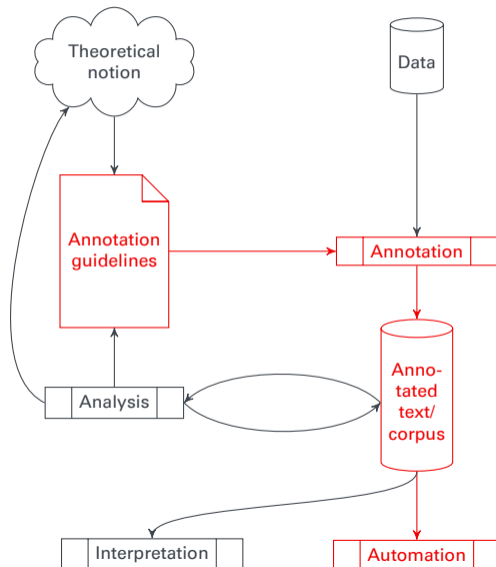 Theoretical
notion
Data
Annotation
guidelines
Annotation
Anno-
tated
text/
corpus
Analysis
Interpretation
Automation